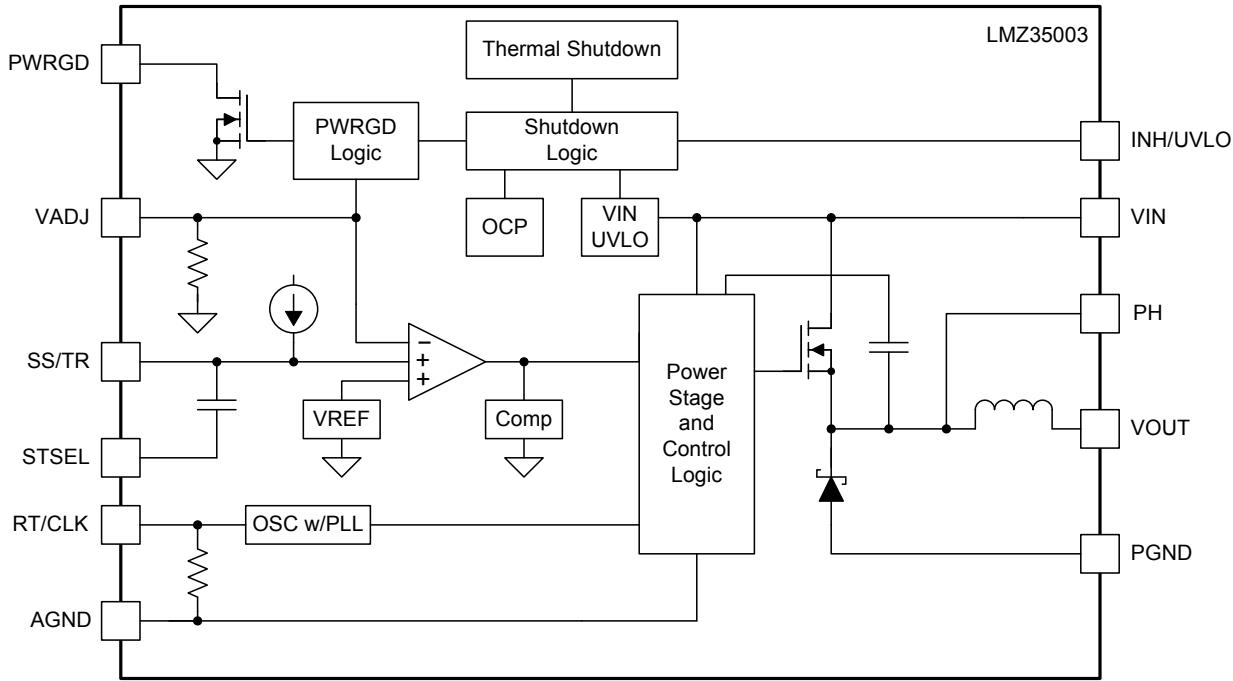 LMZ35003
PWRGD
Thermal Shutdown
PWRGD
Logic
Shutdown
Logic
INH/UVLO
VADJ
OCP
VIN
UVLO
VIN
PH
SS/TR
−
+
+
VREF
Comp
Power
Stage
and
Control
Logic
VOUT
STSEL
RT/CLK
OSC w/PLL
PGND
AGND